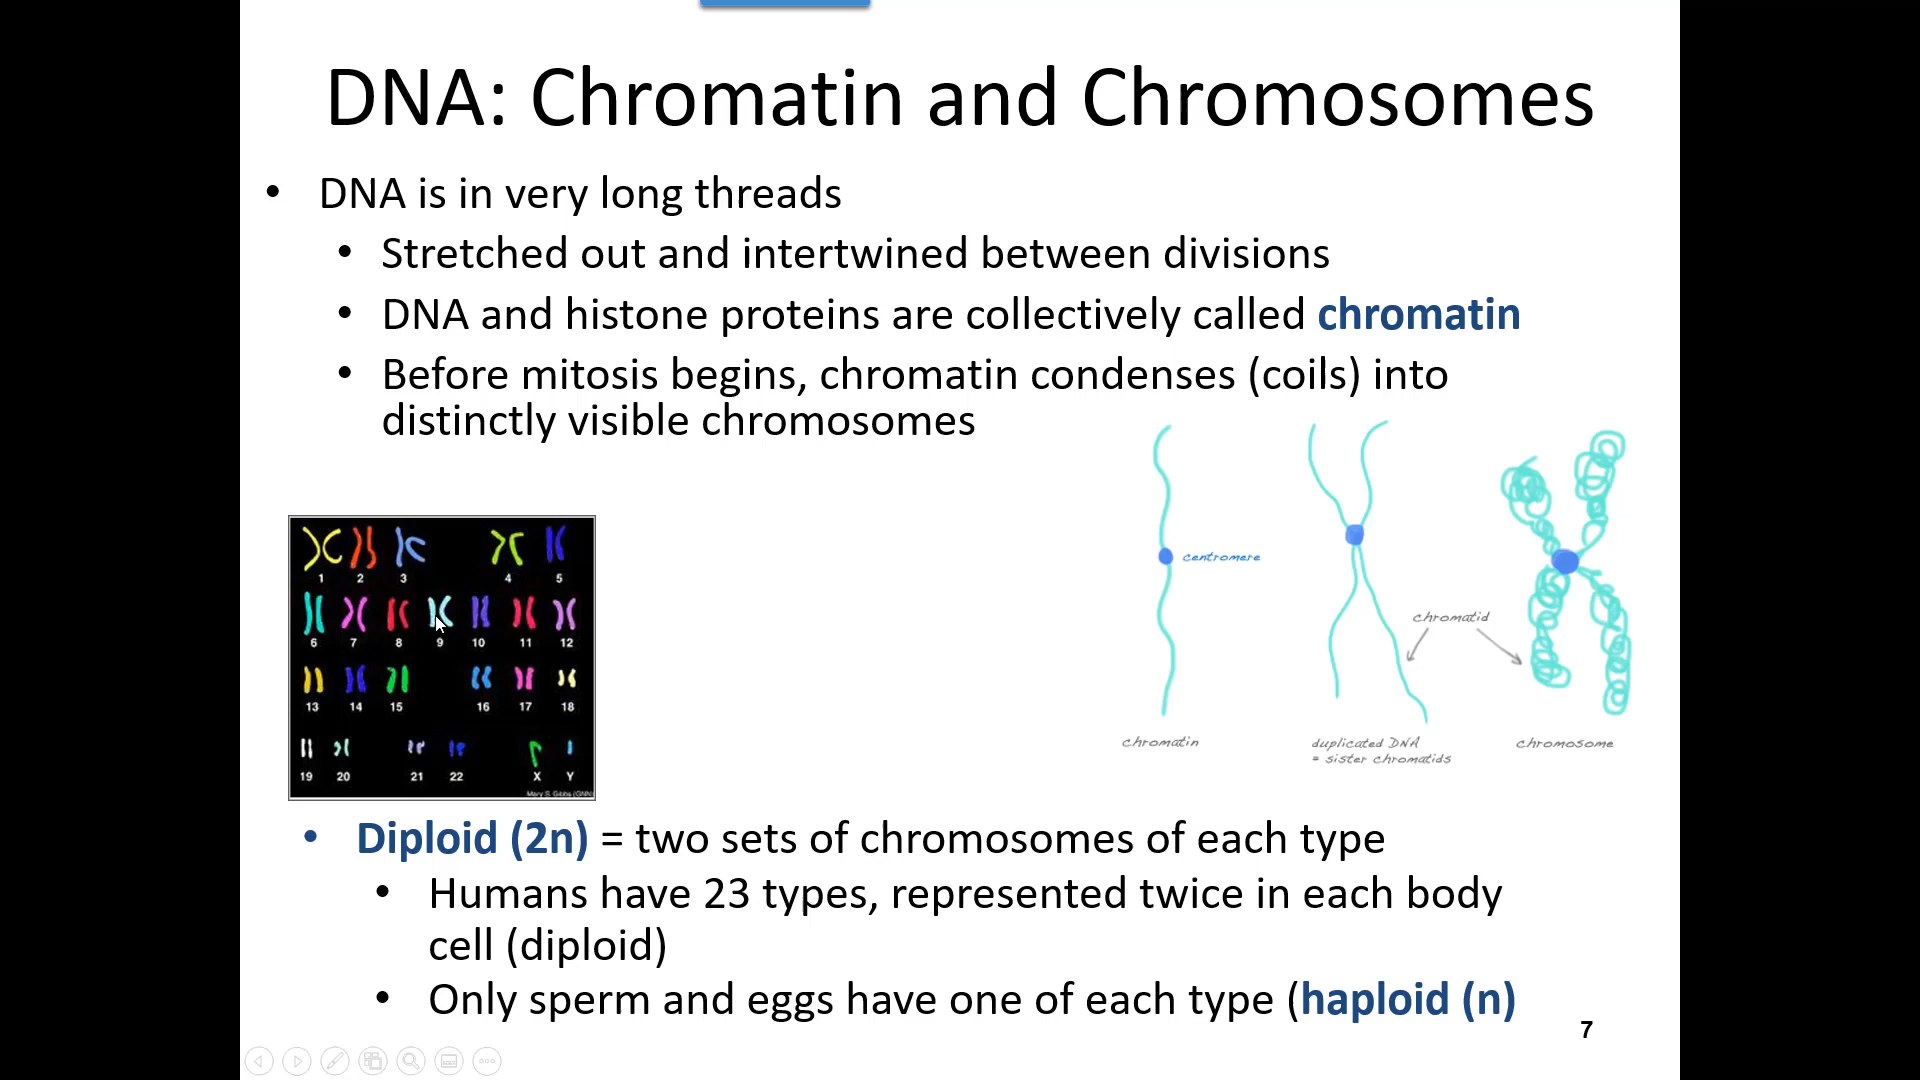 DNA: Chromatin and Chromosomes
• DNA is in very long threads
• Stretched out and intertwined between divisions
• DNA and histone proteins are collectively called chromatin
• Before mitosis begins, chromatin condenses (coils) into
distinctly visible chromosomes
1 2 3 4 5
6 7 8 9 10 11 12
13 14 15 16 17 18
19 20 21 22 X Y
Mary S. Gibbs (GNN)
centromere
chromatid
chromatin
duplicated DNA
= sister chromatids
chromosome
• Diploid (2n) = two sets of chromosomes of each type
• Humans have 23 types, represented twice in each body
cell (diploid)
• Only sperm and eggs have one of each type (haploid (n)
7